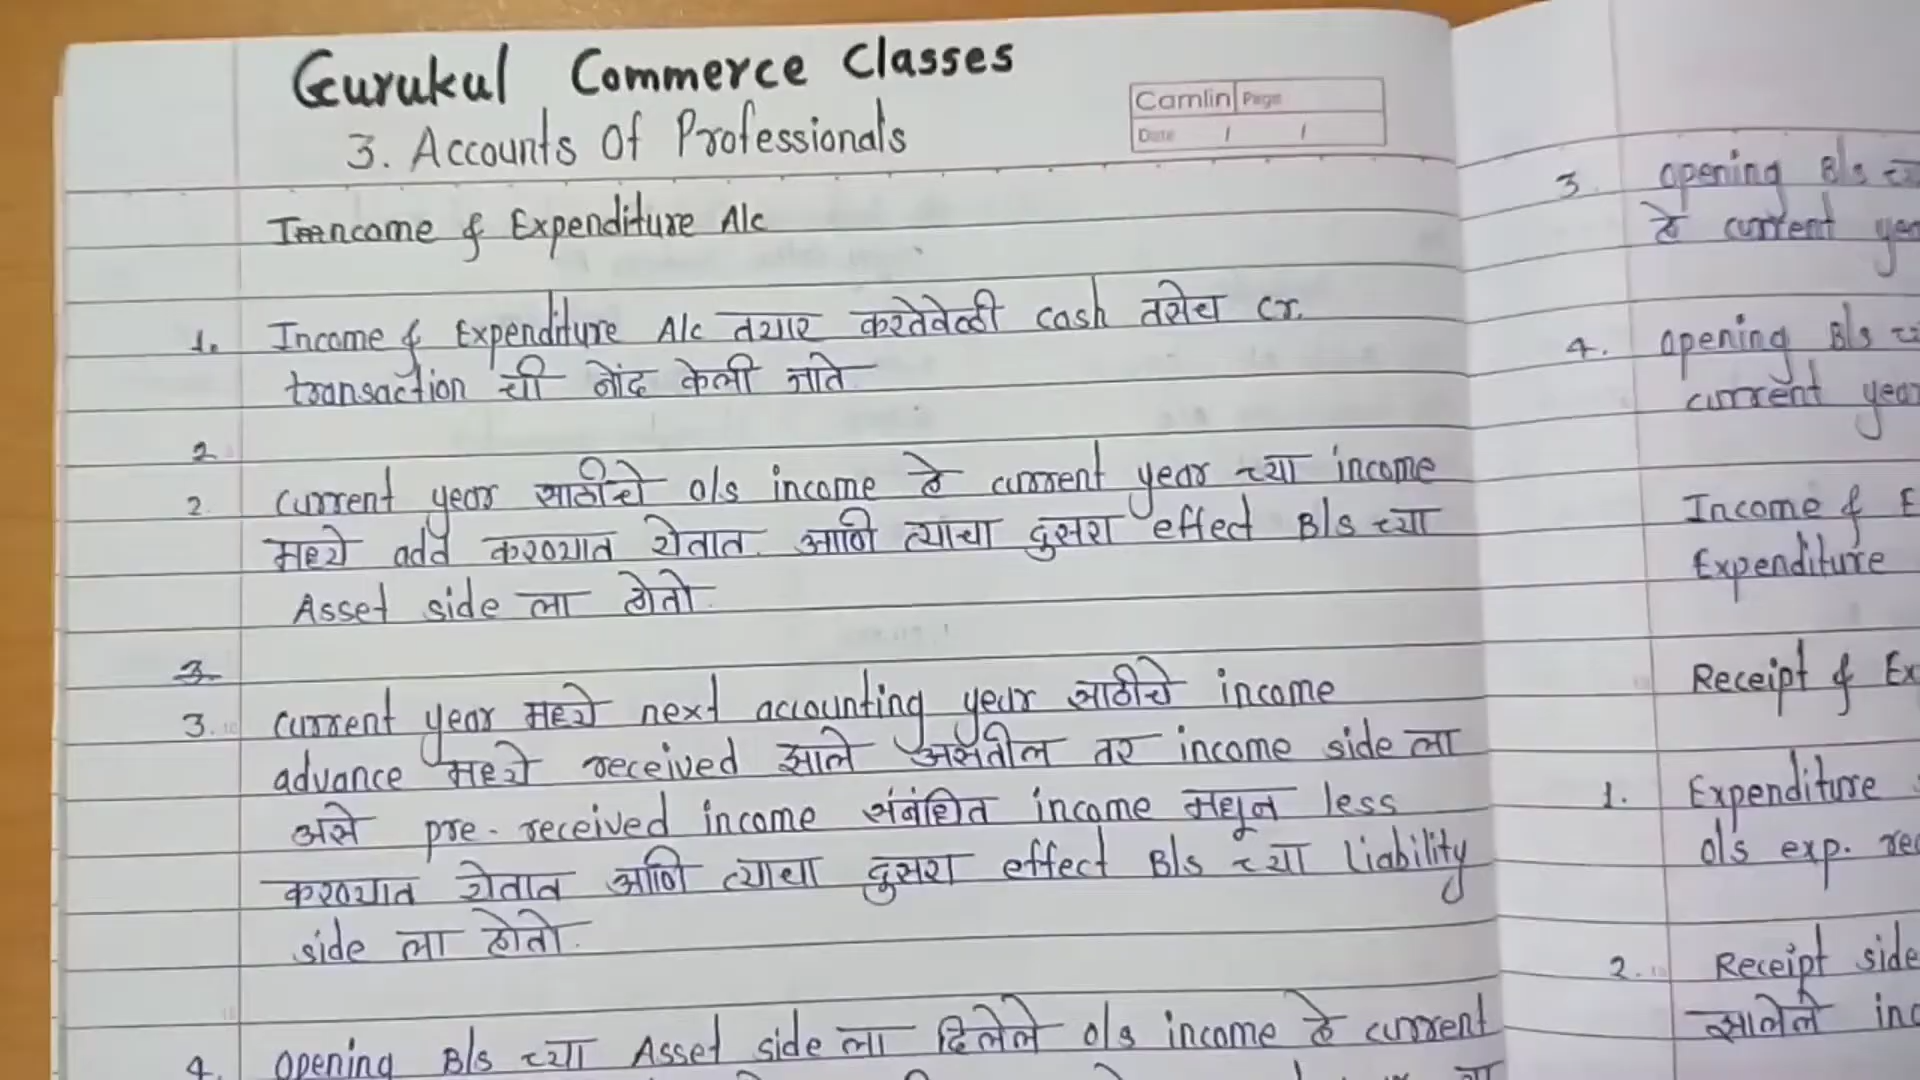 Gurukul Commerce Classes
3. Accounts Of Professionals
Camlin Page
Date / /
Income & Expenditure A/c
1. Income & Expenditure A/c तयार करतेवेळी cash तसेच cr.
transaction ची नोंद केली जाते
2
2. current year साठीचे o/s income हे current year च्या income
मध्ये add करण्यात येतात. आणि त्याचा दुसरा effect B/s च्या
Asset side ला होतो.
3
3. current year मध्ये next accounting year साठीचे income
advance मध्ये received झाले असतील तर income side ला
असे pre-received income संबंधित income मधून less
करण्यात येतात आणि त्याचा दुसरा effect B/s च्या liability
side ला होतो.
4. opening B/s च्या Asset side ला दिलेले o/s income हे current
3. opening B/s
हे current
4. opening B/s
current year
Income &
Expenditure
Receipt &
1. Expenditure
o/s exp.
2. Receipt side
झालेले